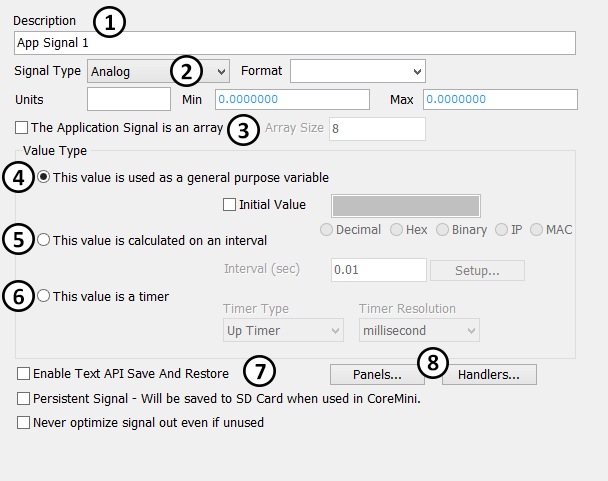 Description 1
App Signal 1
Signal Type Analog 2 Format
Units Min 0.0000000 Max 0.0000000
The Application Signal is an array 3 Array Size 8
Value Type
4 This value is used as a general purpose variable
Initial Value
Decimal Hex Binary IP MAC
5 This value is calculated on an interval
Interval (sec) 0.01 Setup...
6 This value is a timer
Timer Type Timer Resolution
Up Timer millisecond
Enable Text API Save And Restore 7 Panels... 8 Handlers...
Persistent Signal - Will be saved to SD Card when used in CoreMini.
Never optimize signal out even if unused